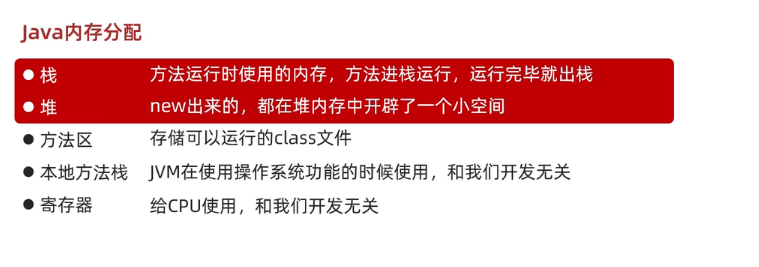 Java内存分配
● 栈 方法运行时使用的内存，方法进栈运行，运行完毕就出栈
● 堆 new出来的，都在堆内存中开辟了一个小空间
● 方法区 存储可以运行的class文件
● 本地方法栈 JVM在使用操作系统功能的时候使用，和我们开发无关
● 寄存器 给CPU使用，和我们开发无关